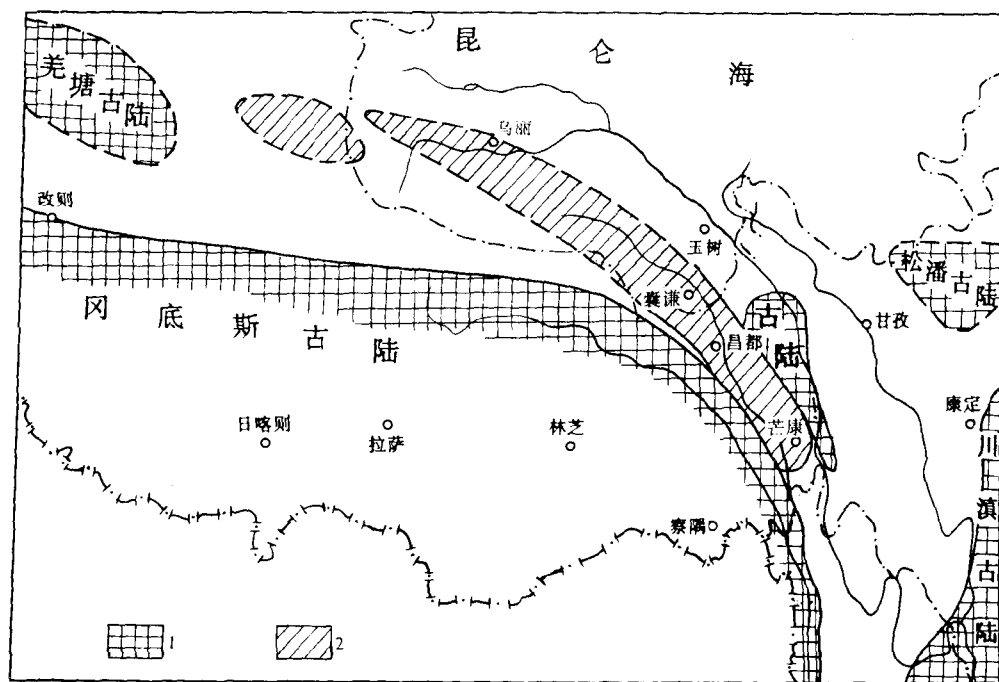 昆仑海
羌塘古陆
乌丽
改则
玉树
松潘古陆
囊谦
冈底斯古陆
古陆
甘孜
昌都
康定
日喀则
拉萨
林芝
芒康
川滇古陆
察隅
1
2